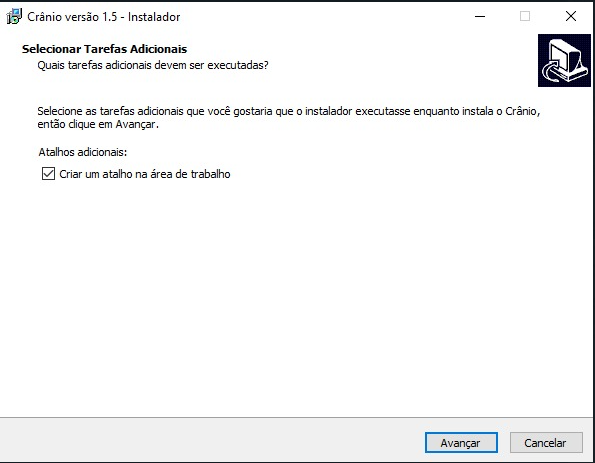 Crânio versão 1.5 - Instalador
Selecionar Tarefas Adicionais
Quais tarefas adicionais devem ser executadas?
Selecione as tarefas adicionais que você gostaria que o instalador executasse enquanto instala o Crânio,
então clique em Avançar.
Atalhos adicionais:
Criar um atalho na área de trabalho
Avançar
Cancelar